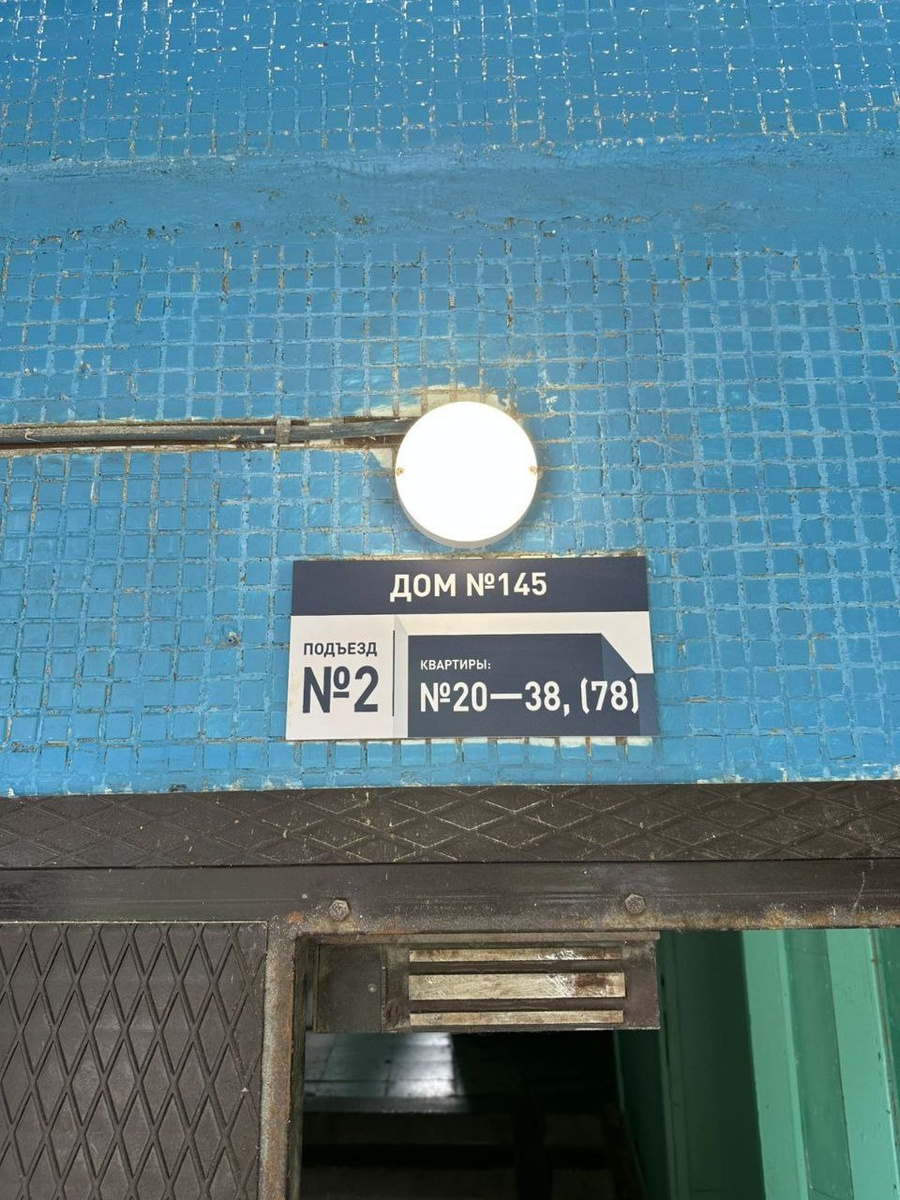 ДОМ №145
ПОДЪЕЗД
№2
КВАРТИРЫ:
№20—38, (78)